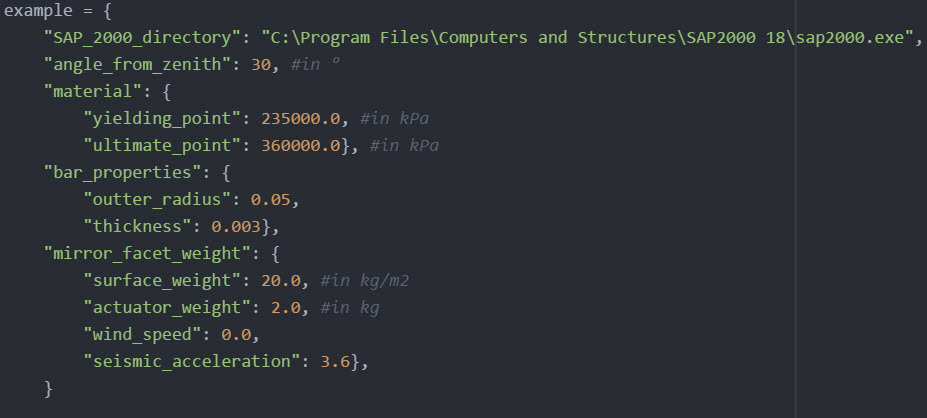 example = {
    "SAP_2000_directory": "C:\Program Files\Computers and Structures\SAP2000 18\sap2000.exe",
    "angle_from_zenith": 30, #in º
    "material": {
        "yielding_point": 235000.0, #in kPa
        "ultimate_point": 360000.0}, #in kPa
    "bar_properties": {
        "outter_radius": 0.05,
        "thickness": 0.003},
    "mirror_facet_weight": {
        "surface_weight": 20.0, #in kg/m2
        "actuator_weight": 2.0, #in kg
        "wind_speed": 0.0,
        "seismic_acceleration": 3.6},
    }